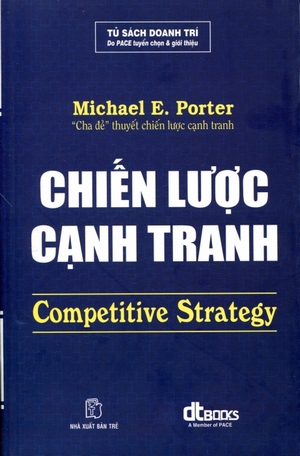 TỦ SÁCH DOANH TRÍ
Do PACE tuyển chọn & giới thiệu
Michael E. Porter
“Cha đẻ” thuyết chiến lược cạnh tranh
CHIẾN LƯỢC
CẠNH TRANH
Competitive Strategy
NHÀ XUẤT BẢN TRẺ
dtBOOKS
A Member of PACE